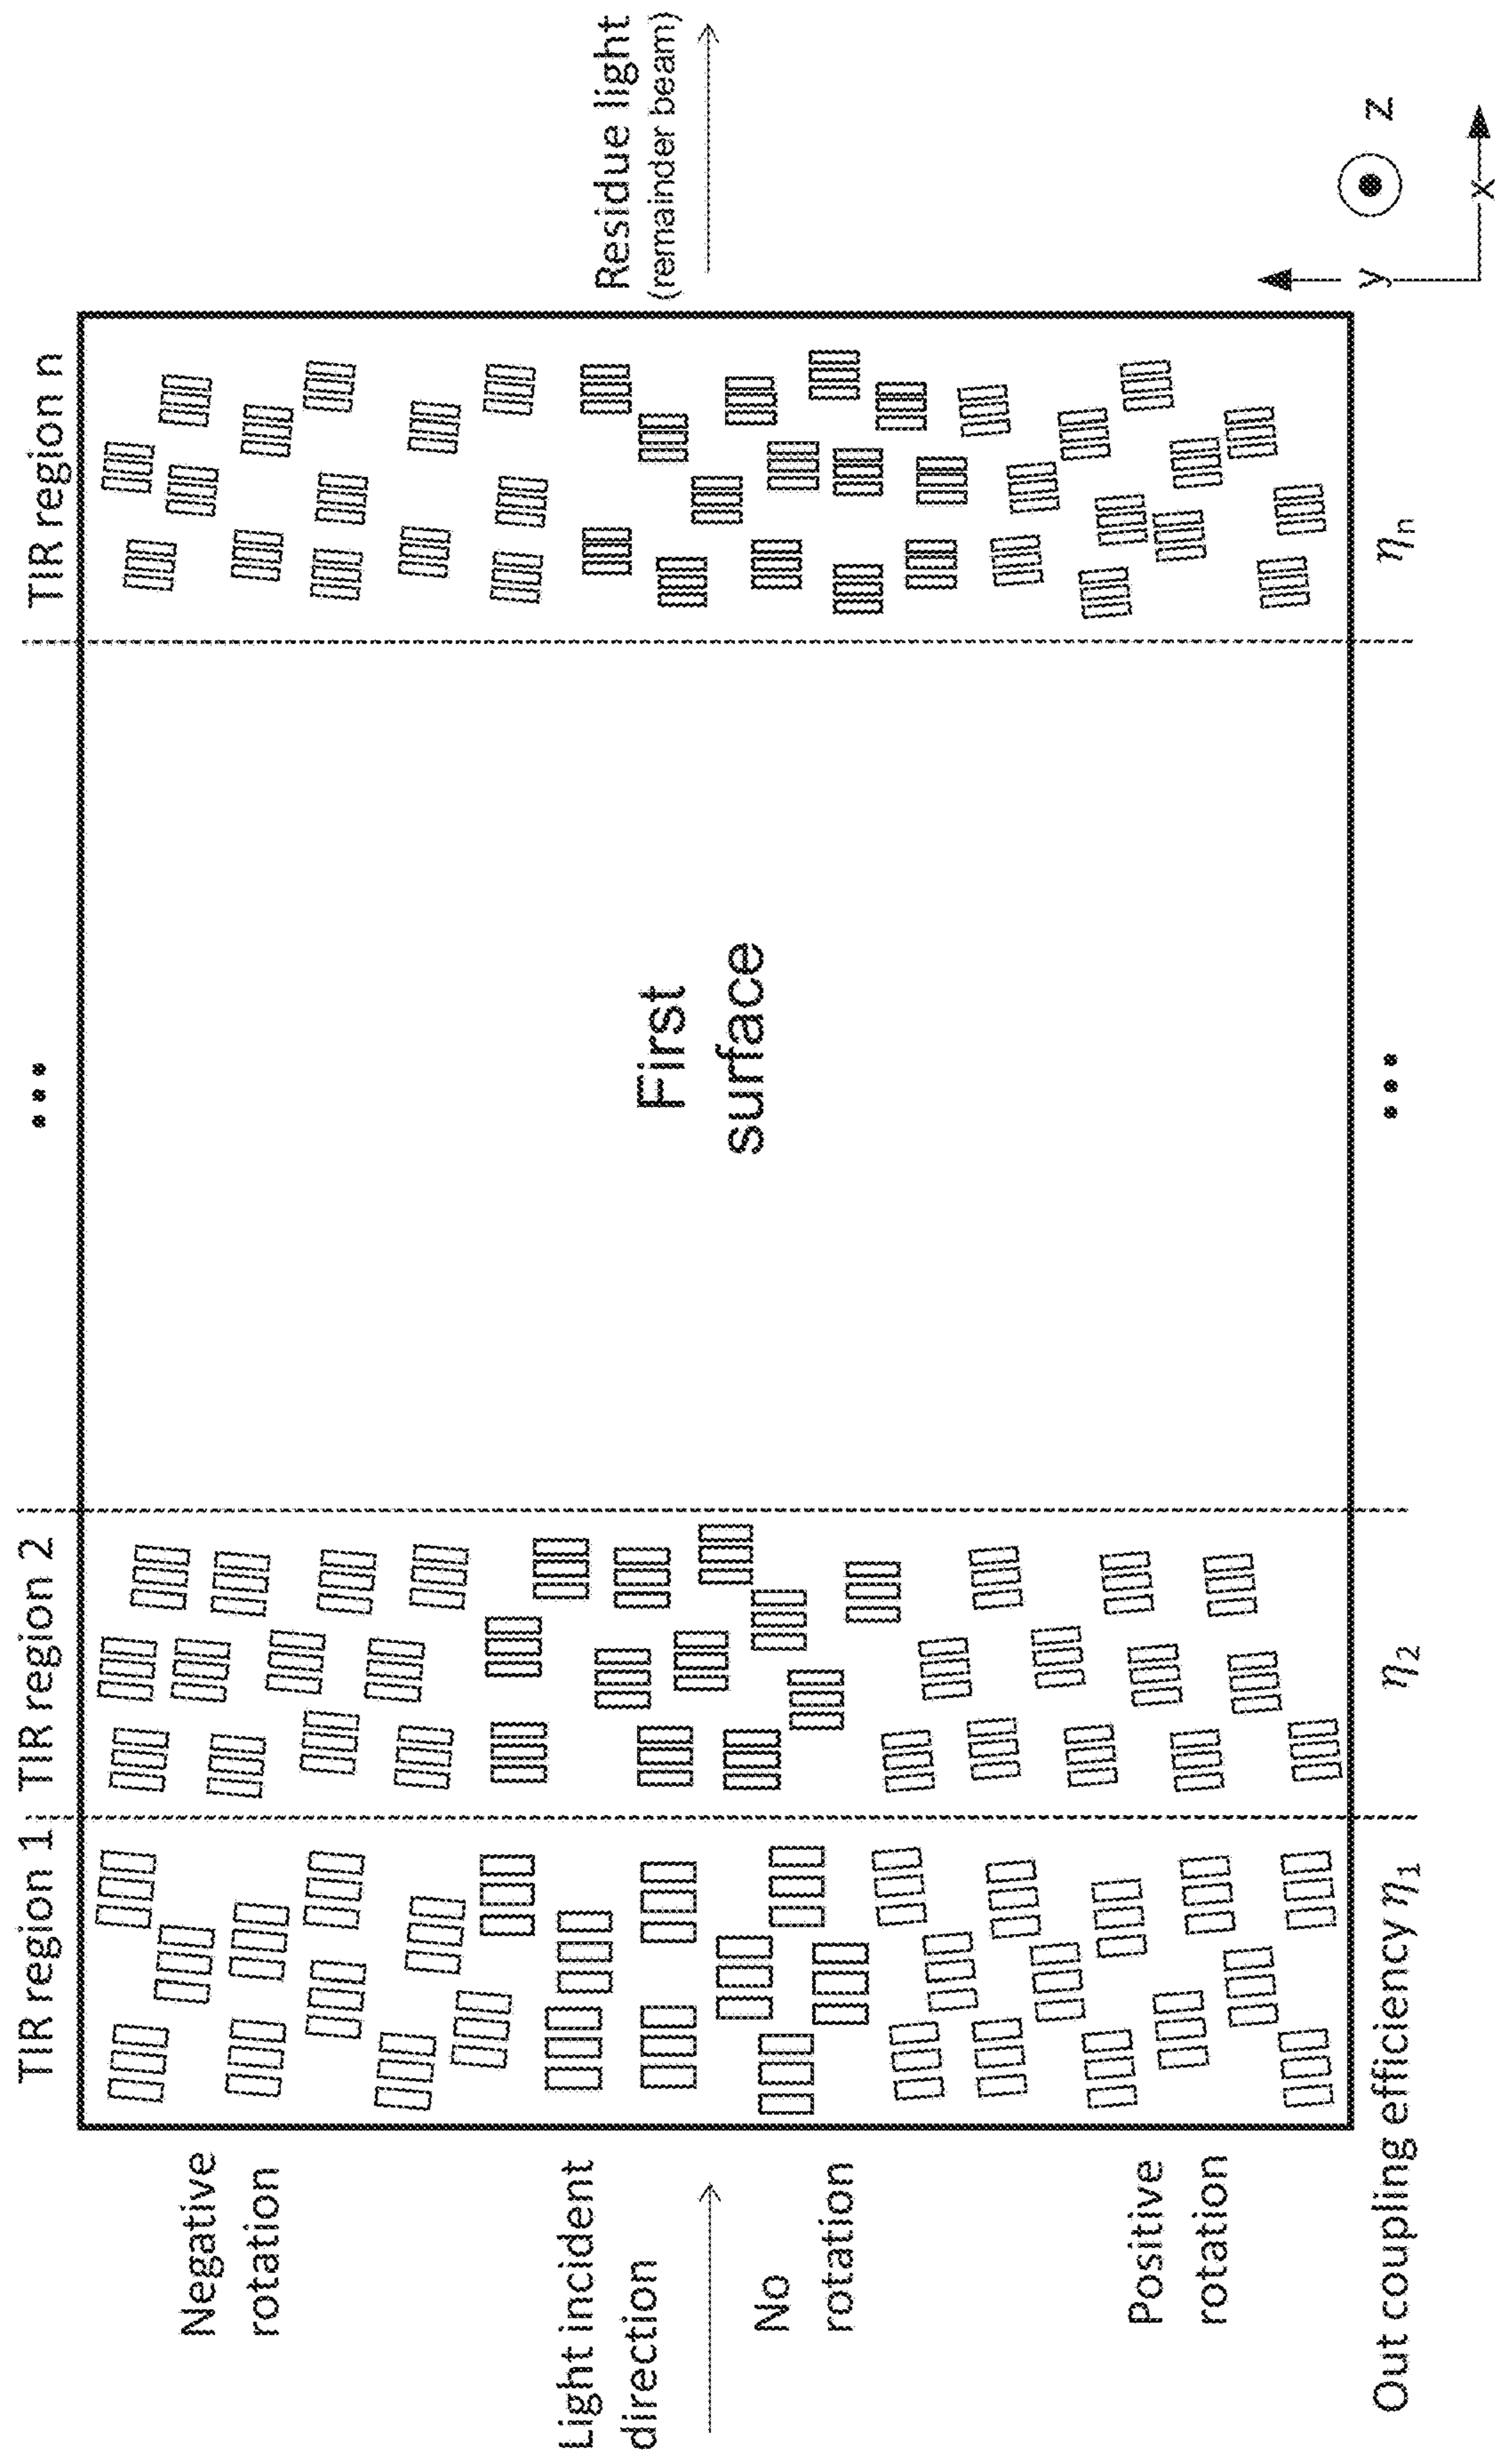 TIR region 1
TIR region 2
...
TIR region n
Negative
rotation
Light incident
direction
No
rotation
Positive
rotation
First
surface
Residue light
(remainder beam)
Out coupling efficiency η1
η2
...
ηn
y
z
x